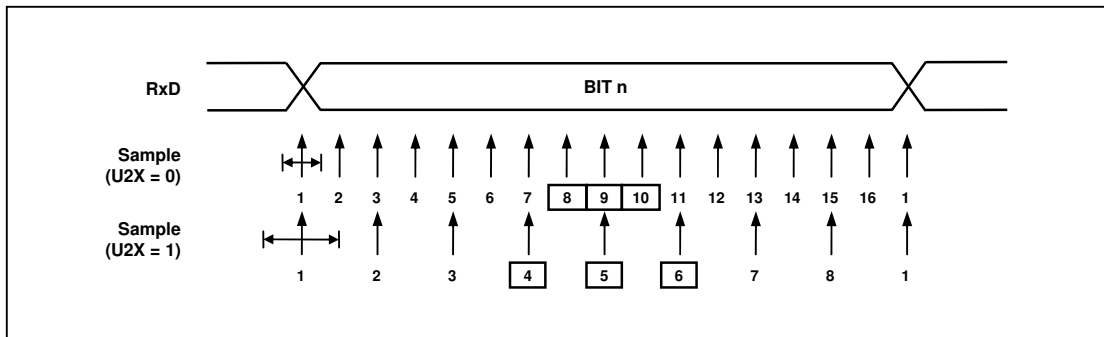 RxD
BIT n
Sample
(U2X = 0)
1 2 3 4 5 6 7 8 9 10 11 12 13 14 15 16 1
Sample
(U2X = 1)
1 2 3 4 5 6 7 8 1